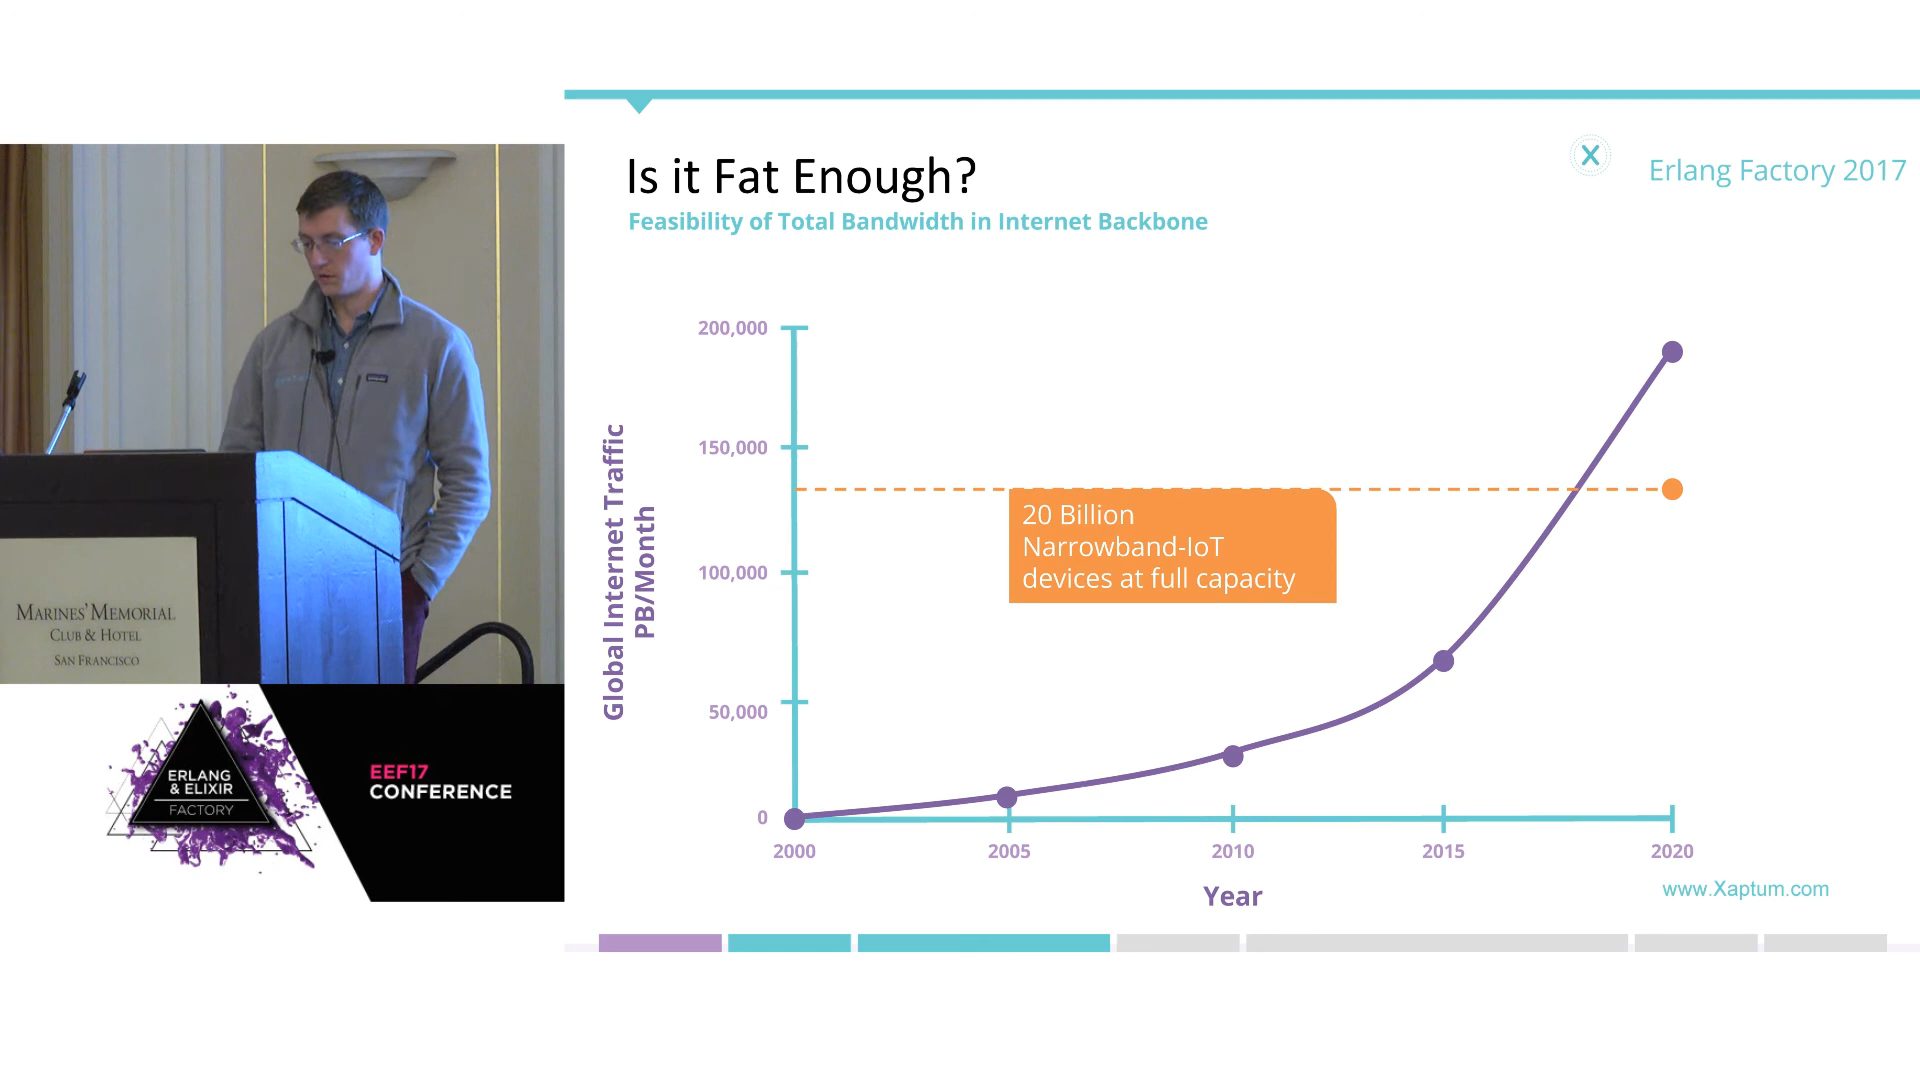 Is it Fat Enough?
Feasibility of Total Bandwidth in Internet Backbone
X
Erlang Factory 2017
Global Internet Traffic
PB/Month
200,000
150,000
100,000
50,000
0
20 Billion
Narrowband-IoT
devices at full capacity
2000
2005
2010
2015
2020
Year
www.Xaptum.com
MARINES' MEMORIAL
CLUB & HOTEL
SAN FRANCISCO
ERLANG
& ELIXIR
FACTORY
EEF17
CONFERENCE